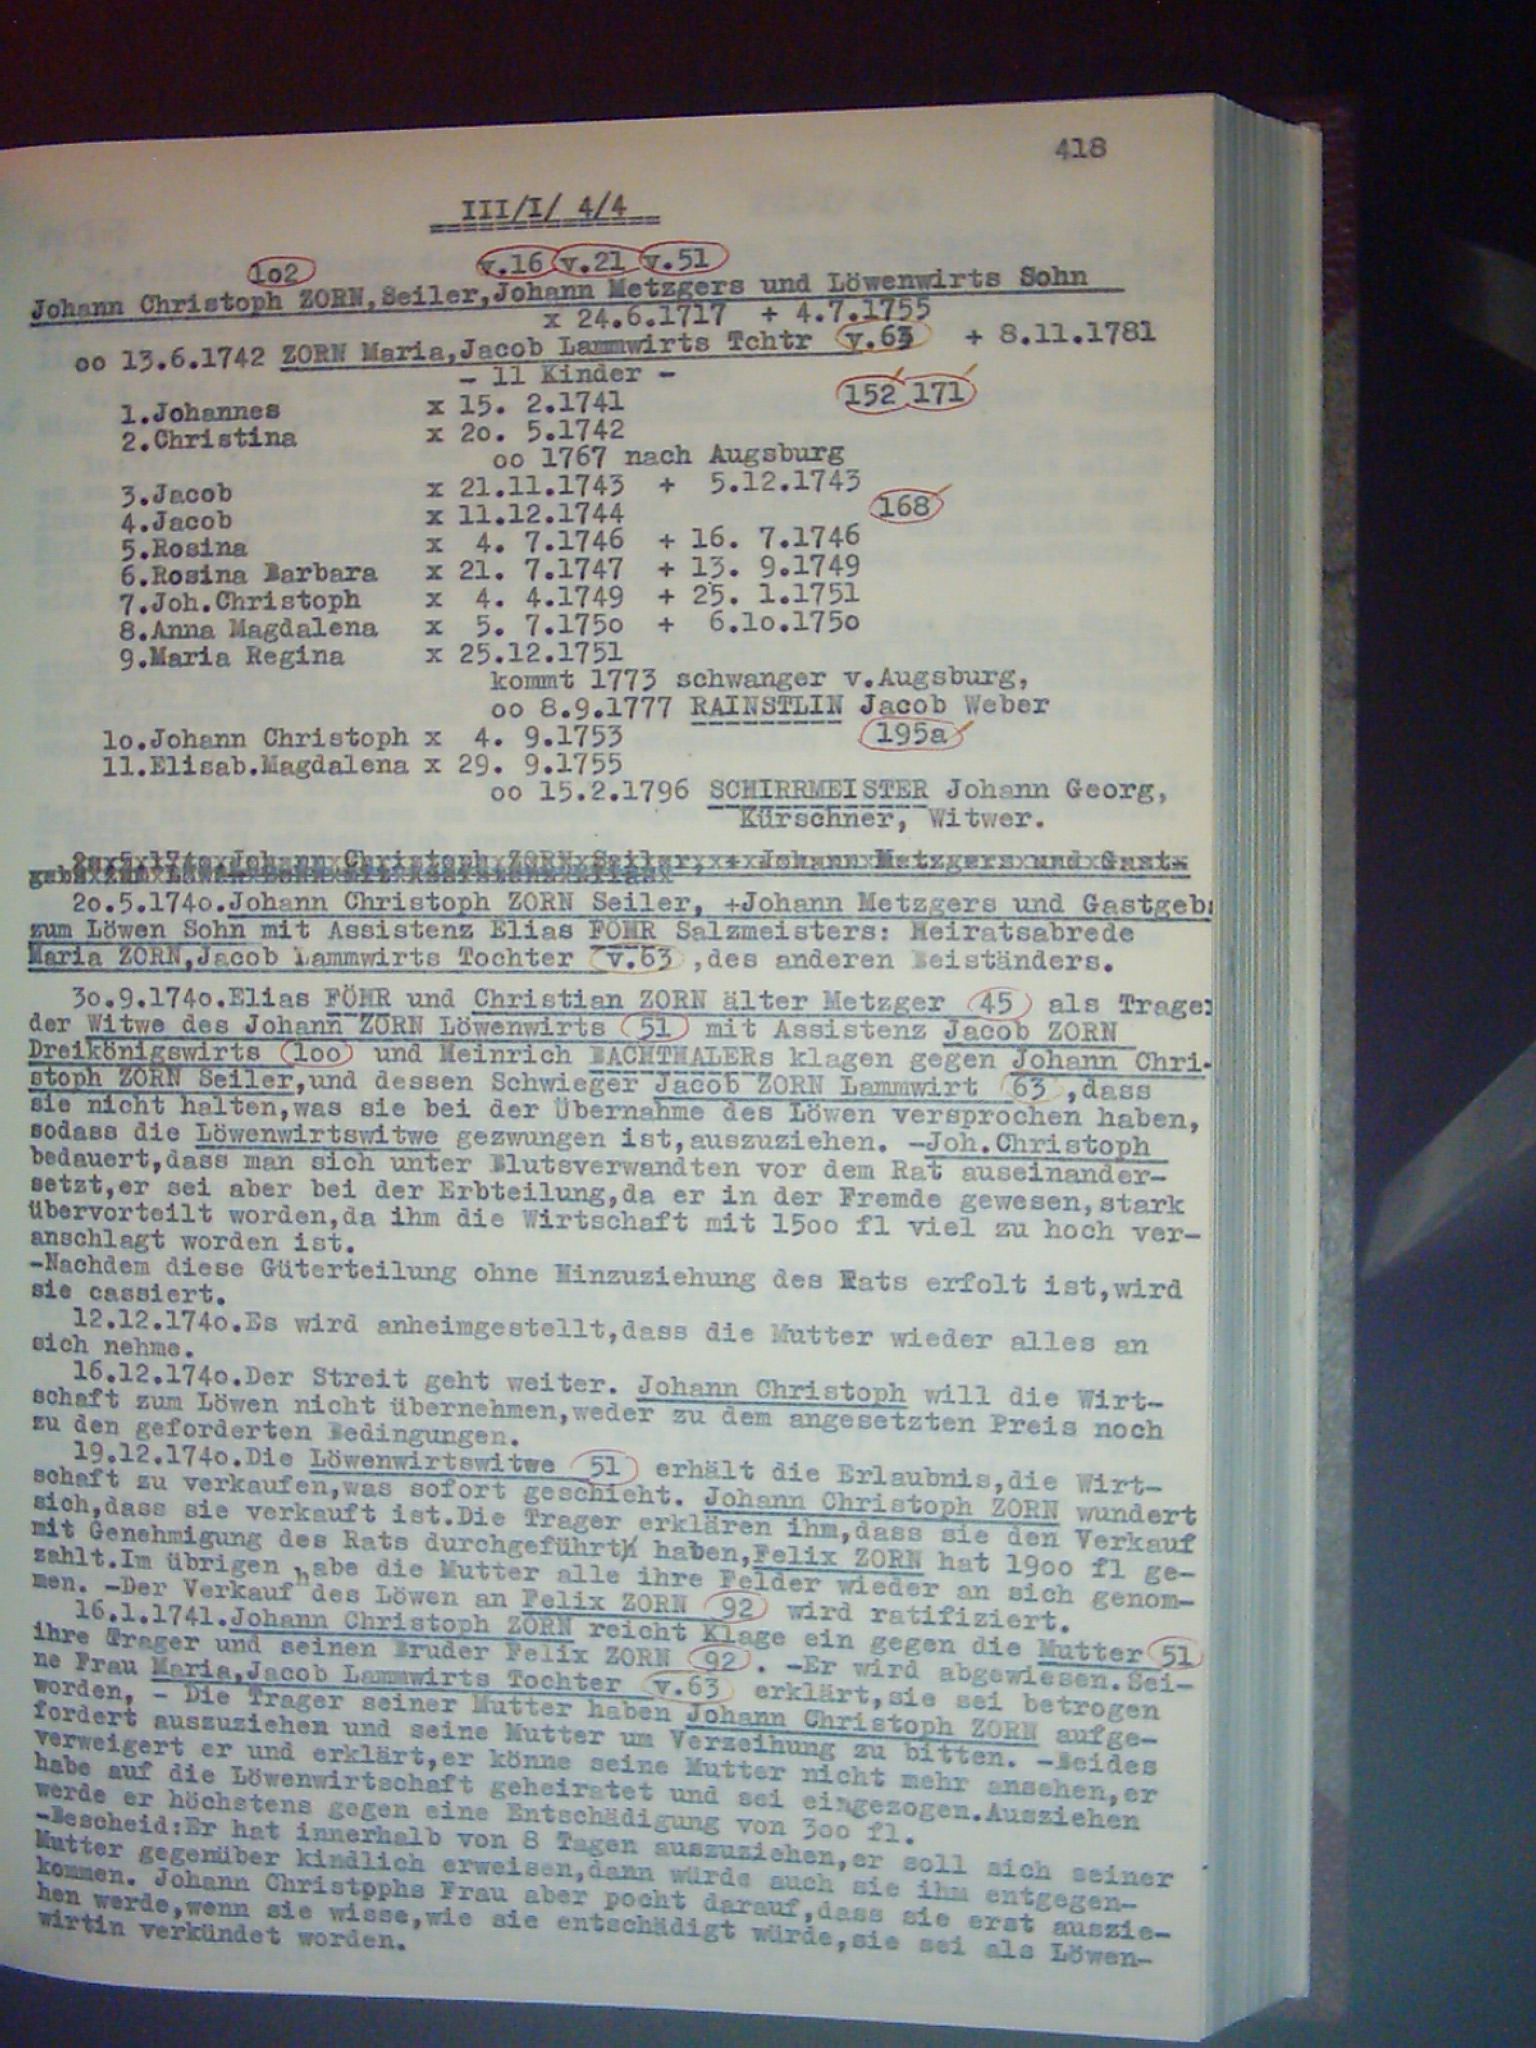 418
III/I/ 4/4
1o2 v.16 v.21 v.51
Johann Christoph ZORN,Seiler,Johann Metzgers und Löwenwirts Sohn
x 24.6.1717 + 4.7.1755
oo 13.6.1742 ZORN Maria,Jacob Lammwirts Tchtr v.63 + 8.11.1781
- 11 Kinder -
1.Johannes x 15. 2.1741 152 171
2.Christina x 2o. 5.1742
oo 1767 nach Augsburg
3.Jacob x 21.11.1743 + 5.12.1743
4.Jacob x 11.12.1744 168
5.Rosina x 4. 7.1746 + 16. 7.1746
6.Rosina Barbara x 21. 7.1747 + 13. 9.1749
7.Joh.Christoph x 4. 4.1749 + 25. 1.1751
8.Anna Magdalena x 5. 7.175o + 6.1o.175o
9.Maria Regina x 25.12.1751
kommt 1773 schwanger v.Augsburg,
oo 8.9.1777 RAINSTLIN Jacob Weber
1o.Johann Christoph x 4. 9.1753 195a
11.Elisab.Magdalena x 29. 9.1755
oo 15.2.1796 SCHIRRMEISTER Johann Georg,
Kürschner, Witwer.
2o.5.174o.Johann Christoph ZORN Seiler, +Johann Metzgers und Gastgeb
zum Löwen Sohn mit Assistenz Elias FÖHR Salzmeisters: Heiratsabrede
Maria ZORN,Jacob Lammwirts Tochter v.63 ,des anderen Beiständers.
3o.9.174o.Elias FÖHR und Christian ZORN älter Metzger 45 als Trager
der Witwe des Johann ZORN Löwenwirts 51 mit Assistenz Jacob ZORN
Dreikönigswirts 1oo und Heinrich BACHTHALERs klagen gegen Johann Chri-
stoph ZORN Seiler,und dessen Schwieger Jacob ZORN Lammwirt 63 ,dass
sie nicht halten,was sie bei der Übernahme des Löwen versprochen haben,
sodass die Löwenwirtswitwe gezwungen ist,auszuziehen. -Joh.Christoph
bedauert,dass man sich unter Blutsverwandten vor dem Rat auseinander-
setzt,er sei aber bei der Erbteilung,da er in der Fremde gewesen,stark
übervorteilt worden,da ihm die Wirtschaft mit 15oo fl viel zu hoch ver-
anschlagt worden ist.
-Nachdem diese Güterteilung ohne Hinzuziehung des Rats erfolt ist,wird
sie cassiert.
12.12.174o.Es wird anheimgestellt,dass die Mutter wieder alles an
sich nehme.
16.12.174o.Der Streit geht weiter. Johann Christoph will die Wirt-
schaft zum Löwen nicht übernehmen,weder zu dem angesetzten Preis noch
zu den geforderten Bedingungen.
19.12.174o.Die Löwenwirtswitwe 51 erhält die Erlaubnis,die Wirt-
schaft zu verkaufen,was sofort geschieht. Johann Christoph ZORN wundert
sich,dass sie verkauft ist.Die Trager erklären ihm,dass sie den Verkauf
mit Genehmigung des Rats durchgeführt haben,Felix ZORN hat 19oo fl ge-
zahlt.Im übrigen habe die Mutter alle ihre Felder wieder an sich genom-
men. -Der Verkauf des Löwen an Felix ZORN 92 wird ratifiziert.
16.1.1741.Johann Christoph ZORN reicht Klage ein gegen die Mutter 51
ihre Trager und seinen Bruder Felix ZORN 92 . -Er wird abgewiesen.Sei-
ne Frau Maria,Jacob Lammwirts Tochter v.63 erklärt,sie sei betrogen
worden, - Die Trager seiner Mutter haben Johann Christoph ZORN aufge-
fordert auszuziehen und seine Mutter um Verzeihung zu bitten. -Beides
verweigert er und erklärt,er könne seine Mutter nicht mehr ansehen,er
habe auf die Löwenwirtschaft geheiratet und sei eingezogen.Ausziehen
werde er höchstens gegen eine Entschädigung von 3oo fl.
-Bescheid:Er hat innerhalb von 8 Tagen auszuziehen,er soll sich seiner
Mutter gegenüber kindlich erweisen,dann würde auch sie ihm entgegen-
kommen. Johann Christpphs Frau aber pocht darauf,dass sie erst auszie-
hen werde,wenn sie wisse,wie sie entschädigt würde,sie sei als Löwen-
wirtin verkündet worden.